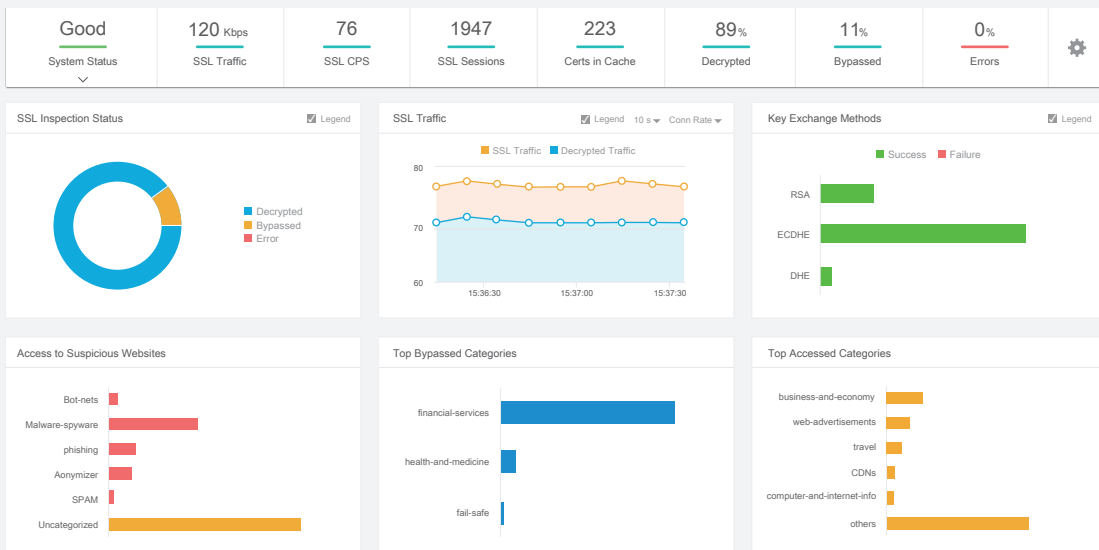 Good
System Status
120 Kbps
SSL Traffic
76
SSL CPS
1947
SSL Sessions
223
Certs in Cache
89%
Decrypted
11%
Bypassed
0%
Errors
SSL Inspection Status
Legend
Decrypted
Bypassed
Error
SSL Traffic
Legend 10 s Conn Rate
SSL Traffic Decrypted Traffic
80
70
60
15:36:30 15:37:00 15:37:30
Key Exchange Methods
Legend
Success Failure
RSA
ECDHE
DHE
Access to Suspicious Websites
Bot-nets
Malware-spyware
phishing
Aonymizer
SPAM
Uncategorized
Top Bypassed Categories
financial-services
health-and-medicine
fail-safe
Top Accessed Categories
business-and-economy
web-advertisements
travel
CDNs
computer-and-internet-info
others